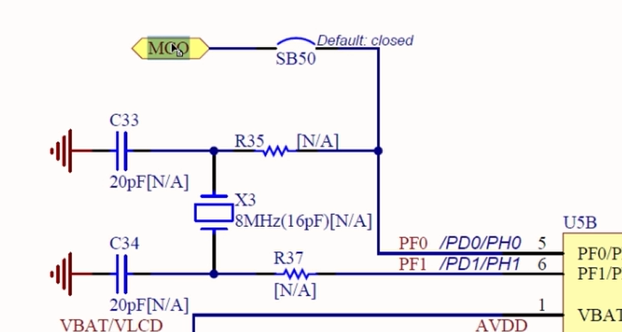 MCO
Default: closed
SB50
C33
R35
[N/A]
20pF[N/A]
X3
8MHz(16pF)[N/A]
U5B
C34
R37
PF0 /PD0/PH0 5
PF0/P
PF1 /PD1/PH1 6
PF1/P
[N/A]
20pF[N/A]
1
VBAT
VBAT/VLCD
AVDD